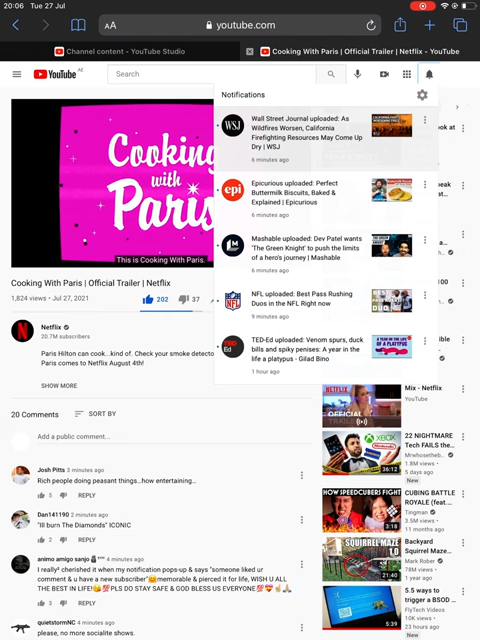 20:06 Tue 27 Jul
AA
youtube.com
Channel content - YouTube Studio
Cooking With Paris | Official Trailer | Netflix - YouTube
YouTube AE
Search
Notifications
WSJ
Wall Street Journal uploaded: As
Wildfires Worsen, California
Firefighting Resources May Come Up
Dry | WSJ
6 minutes ago
epi
Epicurious uploaded: Perfect
Buttermilk Biscuits, Baked &
Explained | Epicurious
6 minutes ago
Mashable uploaded: Dev Patel wants
'The Green Knight' to push the limits
of a hero's journey | Mashable
6 minutes ago
NFL
NFL uploaded: Best Pass Rushing
Duos in the NFL Right now
9 minutes ago
TED
Ed
TED-Ed uploaded: Venom spurs, duck
bills and spiky penises: A year in the
life a platypus - Gilad Bino
1 hour ago
Cooking
with
Paris
This is Cooking With Paris.
Cooking With Paris | Official Trailer | Netflix
1,824 views • Jul 27, 2021
202
37
Netflix
20.7M subscribers
Paris Hilton can cook...kind of. Check your smoke detecto
Paris comes to Netflix August 4th!
SHOW MORE
20 Comments
SORT BY
Add a public comment...
Josh Pitts 3 minutes ago
Rich people doing peasant things...how entertaining...
5
REPLY
Dan141190 2 minutes ago
"Ill burn The Diamonds" ICONIC
2
REPLY
animo amigo sanjo 4 minutes ago
I really² cherished it when my notification pops-up & says "someone liked ur
comment & u have a new subscriber"😊memorable & pierced it for life, WISH U ALL
THE BEST IN LIFE!💯PLS DO STAY SAFE & GOD BLESS US EVERYONE💯
3
REPLY
quietstormNC 4 minutes ago
please, no more socialite shows.
NETFLIX
OFFICIAL
Mix - Netflix
YouTube
XBOX
36:12
22 NIGHTMARE
Tech FAILS the...
Mrwhosetheb...
1.8M views •
5 days ago
New
HOW SPEEDCUBERS FIGHT
3:18
CUBING BATTLE
ROYALE (feat....
Tingman
3.5M views •
11 months ago
SQUIRREL MAZE
1.0
21:40
Backyard
Squirrel Maze...
Mark Rober
78M views •
1 year ago
5:39
5.5 ways to
trigger a BSOD ...
FlyTech Videos
10K views •
23 hours ago
New